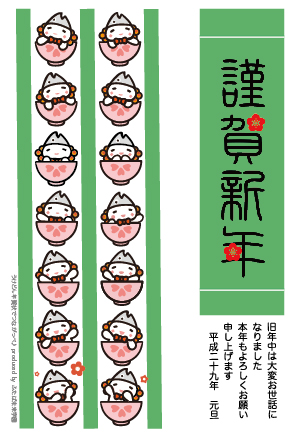 謹賀新年
旧年中は大変お世話に
なりました
本年もよろしくお願い
申し上げます
平成二十九年　元旦